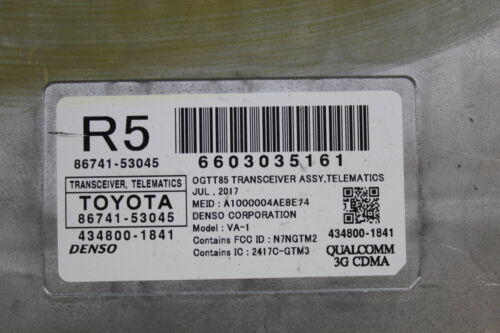 R5
86741-53045
6603035161
TRANSCEIVER, TELEMATICS
TOYOTA
86741-53045
434800-1841
DENSO
OGTT85 TRANSCEIVER ASSY,TELEMATICS
JUL , 2017
MEID : A1000004AE8E74
DENSO CORPORATION
Model : VA-I
Contains FCC ID : N7NGTM2
Contains IC : 2417C-GTM3
434800-1841
QUALCOMM
3G CDMA